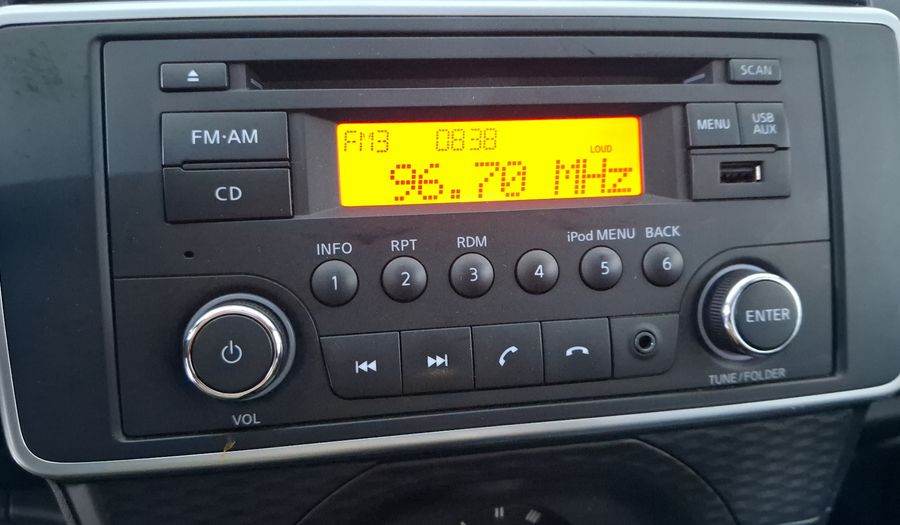 SCAN
FM·AM
MENU
USB AUX
FM3 0838
LOUD
96.70 MHz
CD
INFO RPT RDM iPod MENU BACK
1 2 3 4 5 6
ENTER
VOL
TUNE/FOLDER